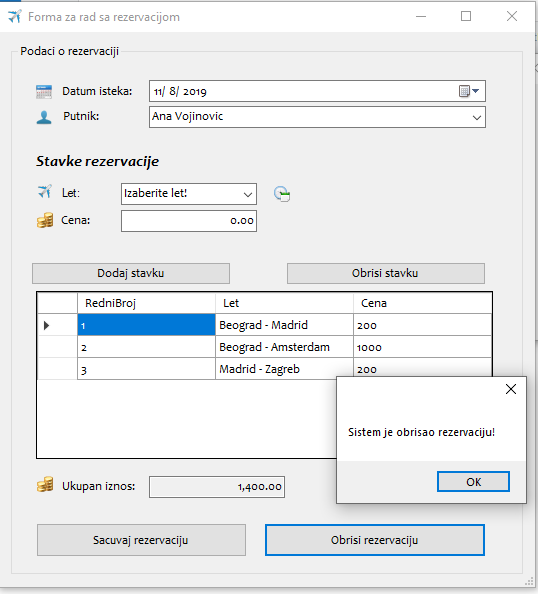 Forma za rad sa rezervacijom
Podaci o rezervaciji
Datum isteka: 11/ 8/ 2019
Putnik: Ana Vojinovic
Stavke rezervacije
Let: Izaberite let!
Cena: 0.00
Dodaj stavku Obrisi stavku
RedniBroj Let Cena
1 Beograd - Madrid 200
2 Beograd - Amsterdam 1000
3 Madrid - Zagreb 200
Sistem je obrisao rezervaciju!
OK
Ukupan iznos: 1,400.00
Sacuvaj rezervaciju Obrisi rezervaciju